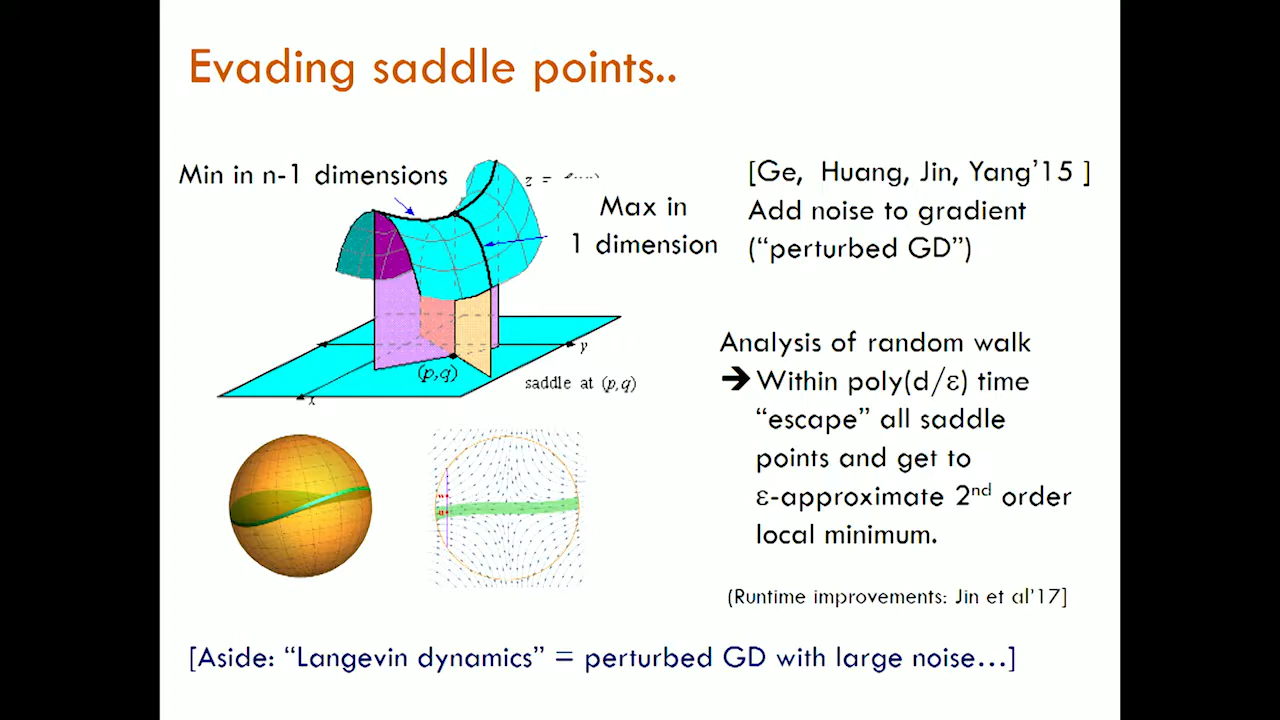 Evading saddle points..
Min in n-1 dimensions
z =
Max in
1 dimension
[Ge, Huang, Jin, Yang’15 ]
Add noise to gradient
(“perturbed GD”)
y
(p,q)
x
saddle at (p,q)
Analysis of random walk
➔ Within poly(d/ε) time
“escape” all saddle
points and get to
ε-approximate 2nd order
local minimum.
(Runtime improvements: Jin et al’17]
[Aside: “Langevin dynamics” = perturbed GD with large noise…]